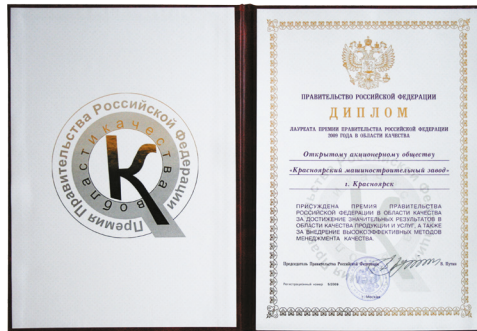 Премия Правительства Российской Федерации
в области качества
К
ПРАВИТЕЛЬСТВО РОССИЙСКОЙ ФЕДЕРАЦИИ
ДИПЛОМ
ЛАУРЕАТА ПРЕМИИ ПРАВИТЕЛЬСТВА РОССИЙСКОЙ ФЕДЕРАЦИИ
2009 ГОДА В ОБЛАСТИ КАЧЕСТВА
Открытому акционерному обществу
«Красноярский машиностроительный завод»
г. Красноярск
ПРИСУЖДЕНА ПРЕМИЯ ПРАВИТЕЛЬСТВА
РОССИЙСКОЙ ФЕДЕРАЦИИ В ОБЛАСТИ КАЧЕСТВА
ЗА ДОСТИЖЕНИЕ ЗНАЧИТЕЛЬНЫХ РЕЗУЛЬТАТОВ В
ОБЛАСТИ КАЧЕСТВА ПРОДУКЦИИ И УСЛУГ, А ТАКЖЕ
ЗА ВНЕДРЕНИЕ ВЫСОКОЭФФЕКТИВНЫХ МЕТОДОВ
МЕНЕДЖМЕНТА КАЧЕСТВА.
Председатель Правительства Российской Федерации В. Путин
Регистрационный номер
г. Москва